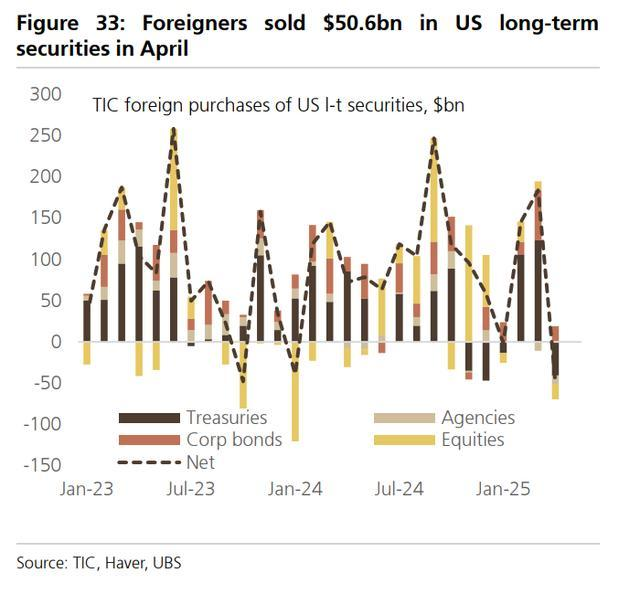 Figure 33: Foreigners sold $50.6bn in US long-term
securities in April
300
TIC foreign purchases of US l-t securities, $bn
250
200
150
100
50
0
-50
-100
Treasuries
Agencies
Corp bonds
Equities
-150
Net
Jan-23
Jul-23
Jan-24
Jul-24
Jan-25
Source: TIC, Haver, UBS